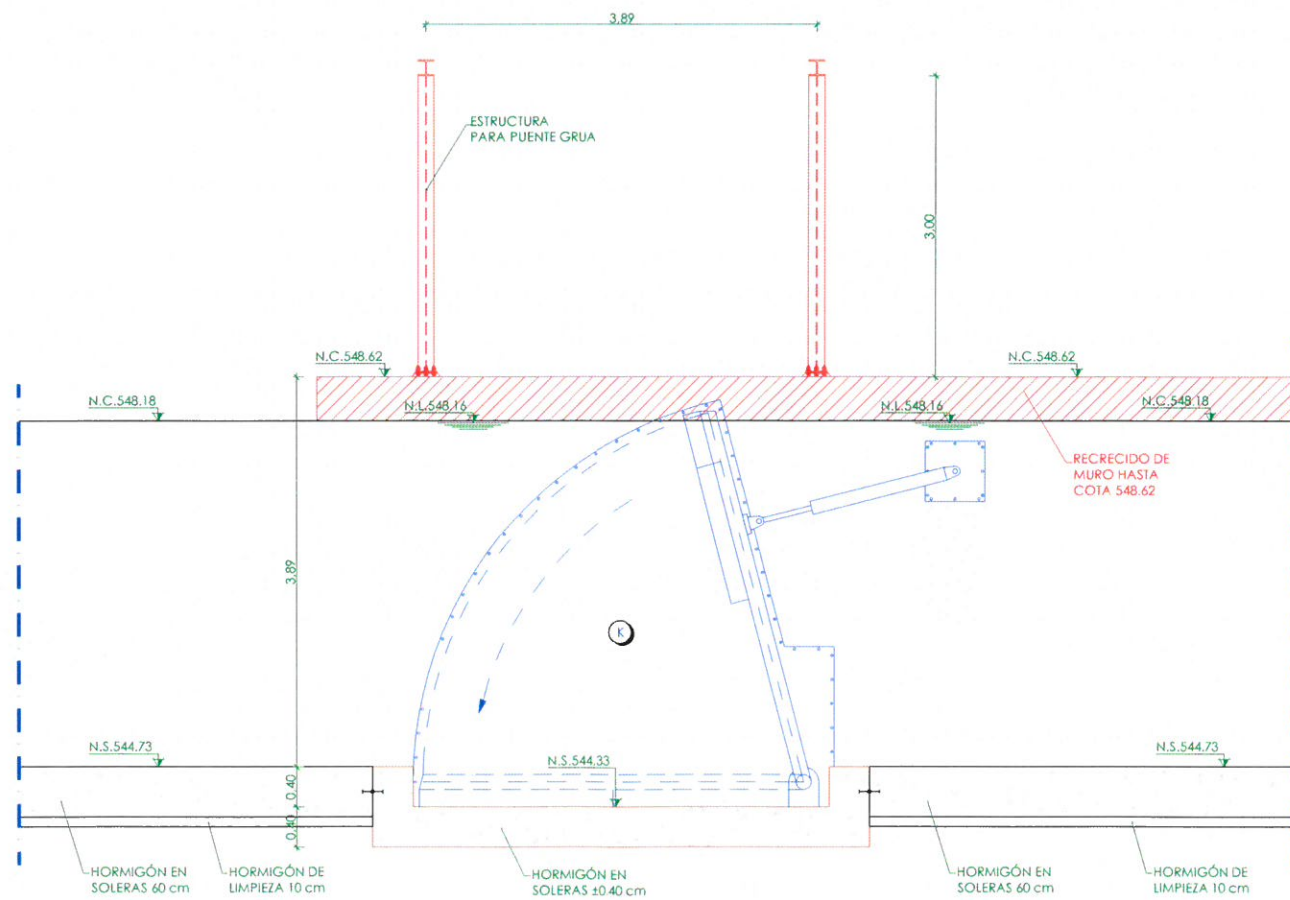 3,89
ESTRUCTURA
PARA PUENTE GRUA
3,00
N.C.548.62
N.C.548.62
N.C.548.18
N.L.548.16
N.L.548.16
N.C.548.18
RECRECIDO DE
MURO HASTA
COTA 548.62
3,89
K
N.S.544.73
N.S.544.33
N.S.544.73
0,40
0,40
HORMIGÓN EN
SOLERAS 60 cm
HORMIGÓN DE
LIMPIEZA 10 cm
HORMIGÓN EN
SOLERAS ±0.40 cm
HORMIGÓN EN
SOLERAS 60 cm
HORMIGÓN DE
LIMPIEZA 10 cm